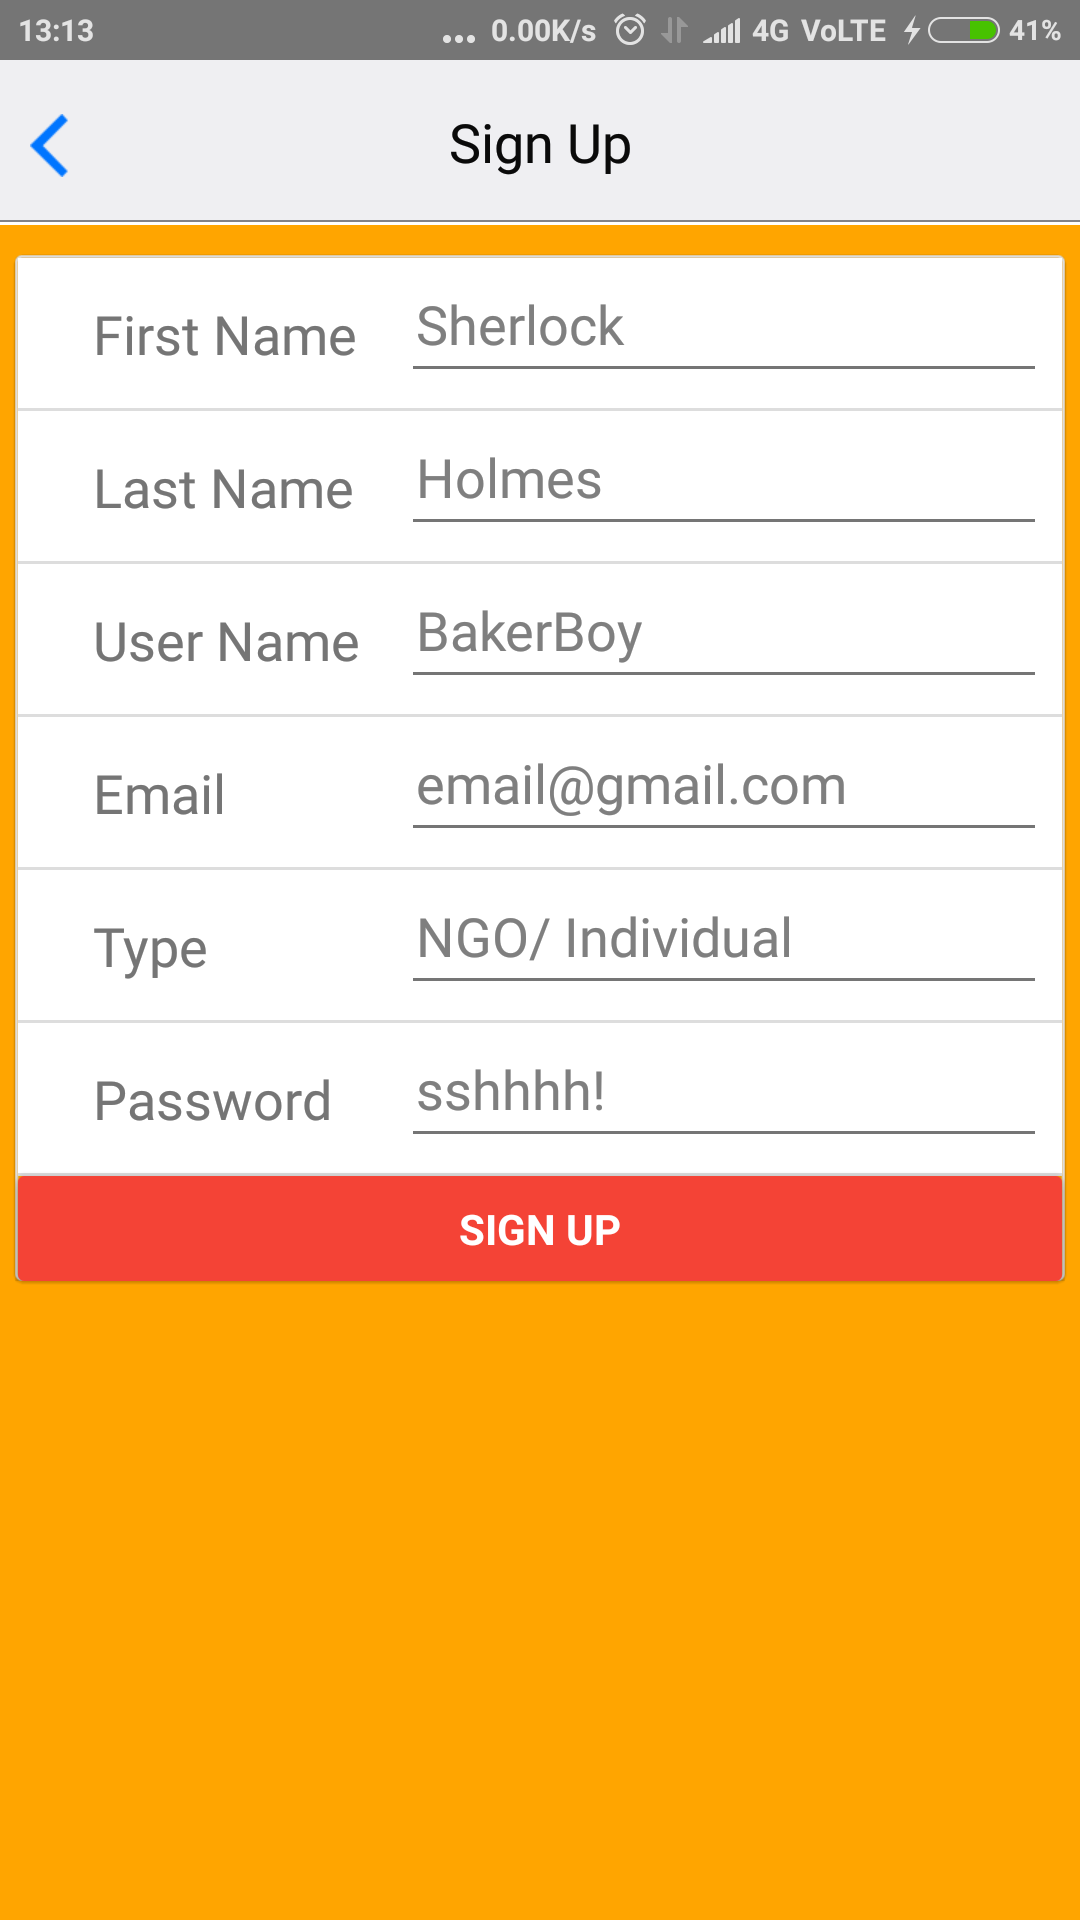 13:13 ... 0.00K/s 4G VoLTE 41%
Sign Up
First Name Sherlock
Last Name Holmes
User Name BakerBoy
Email email@gmail.com
Type NGO/ Individual
Password sshhhh!
SIGN UP